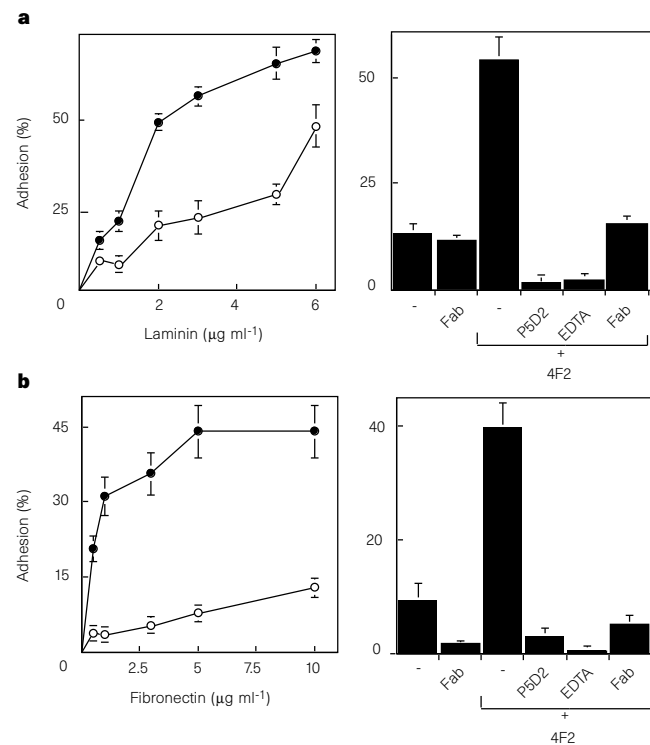 a
Adhesion (%)
50
25
0
2
4
6
Laminin (μg ml-1)
50
25
0
-
Fab
-
P5D2
EDTA
Fab
+
4F2
b
Adhesion (%)
45
30
15
0
2.5
5
7.5
10
Fibronectin (μg ml-1)
40
20
0
-
Fab
-
P5D2
EDTA
Fab
+
4F2